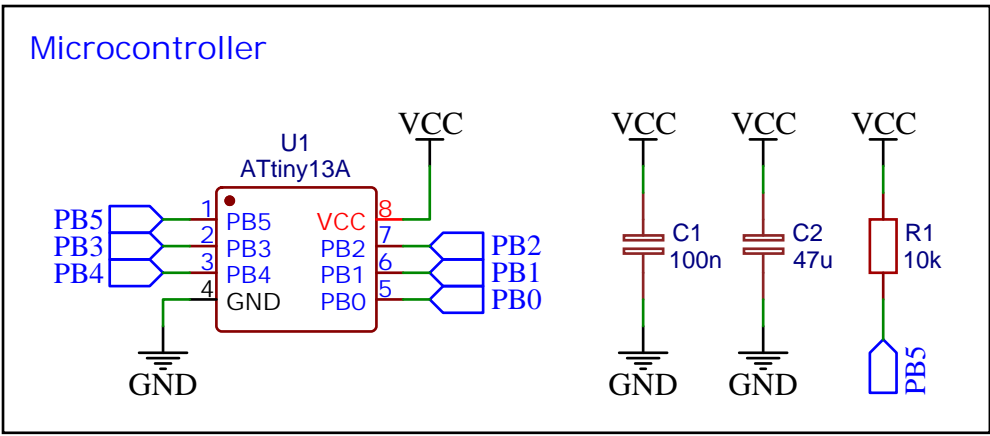 Microcontroller
U1
ATtiny13A
VCC
PB5
PB3
PB4
1
2
3
4
PB5
PB3
PB4
GND
VCC
PB2
PB1
PB0
8
7
6
5
PB2
PB1
PB0
GND
VCC
C1
100n
GND
VCC
C2
47u
GND
VCC
R1
10k
PB5